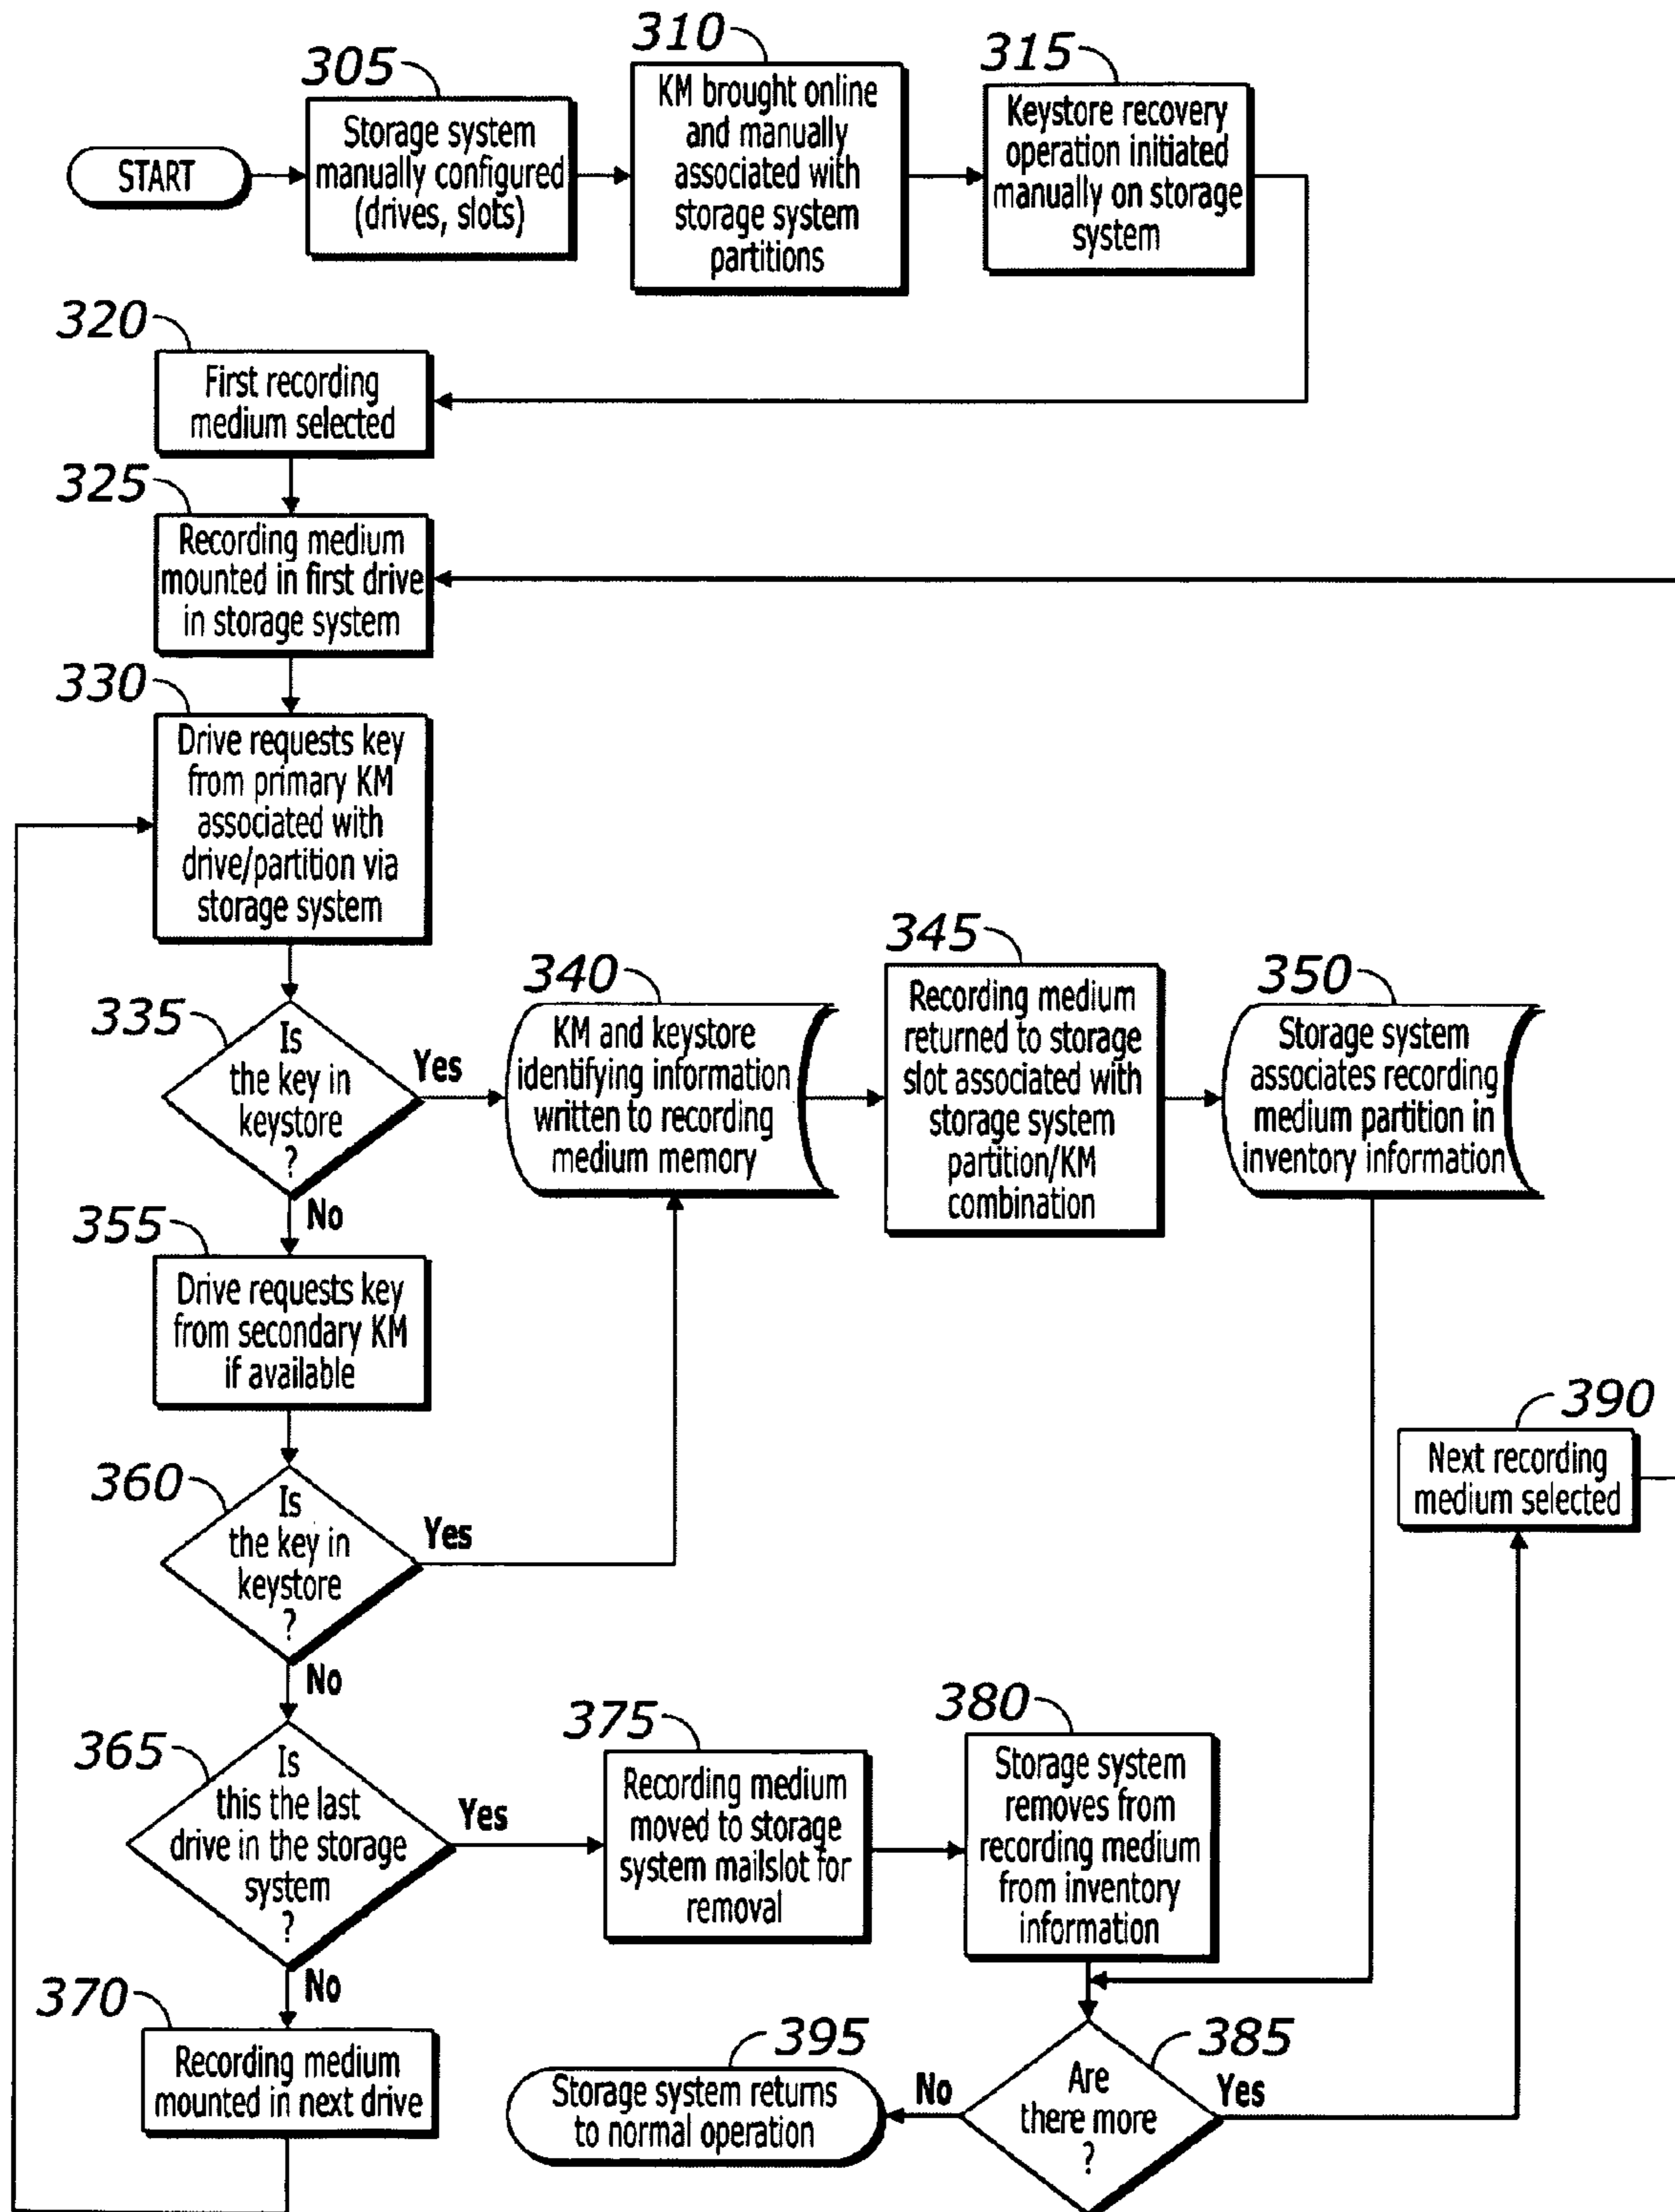 305
310
315
START
Storage system
manually configured
(drives, slots)
KM brought online
and manually
associated with
storage system
partitions
Keystore recovery
operation initiated
manually on storage
system
320
First recording
medium selected
325
Recording medium
mounted in first drive
in storage system
330
Drive requests key
from primary KM
associated with
drive/partition via
storage system
335
Is
the key in
keystore
?
Yes
No
340
KM and keystore
identifying information
written to recording
medium memory
345
Recording medium
returned to storage
slot associated with
storage system
partition/KM
combination
350
Storage system
associates recording
medium partition in
inventory information
355
Drive requests key
from secondary KM
if available
360
Is
the key in
keystore
?
Yes
No
365
Is
this the last
drive in the storage
system
?
Yes
No
370
Recording medium
mounted in next drive
375
Recording medium
moved to storage
system mailslot for
removal
380
Storage system
removes from
recording medium
from inventory
information
385
Are
there more
?
Yes
No
390
Next recording
medium selected
395
Storage system returns
to normal operation